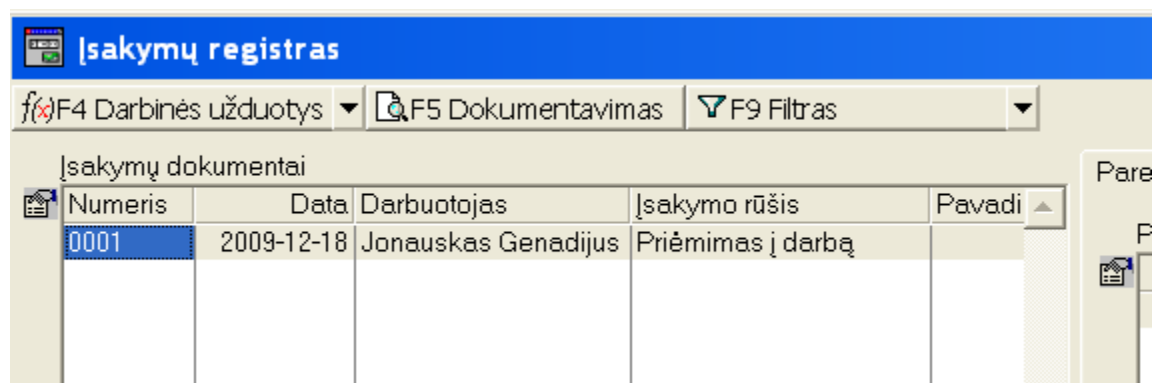 Įsakymų registras
f(x) F4 Darbinės užduotys F5 Dokumentavimas F9 Filtras
Įsakymų dokumentai
Pare
Numeris Data Darbuotojas Įsakymo rūšis Pavadi
P
0001 2009-12-18 Jonauskas Genadijus Priėmimas į darbą